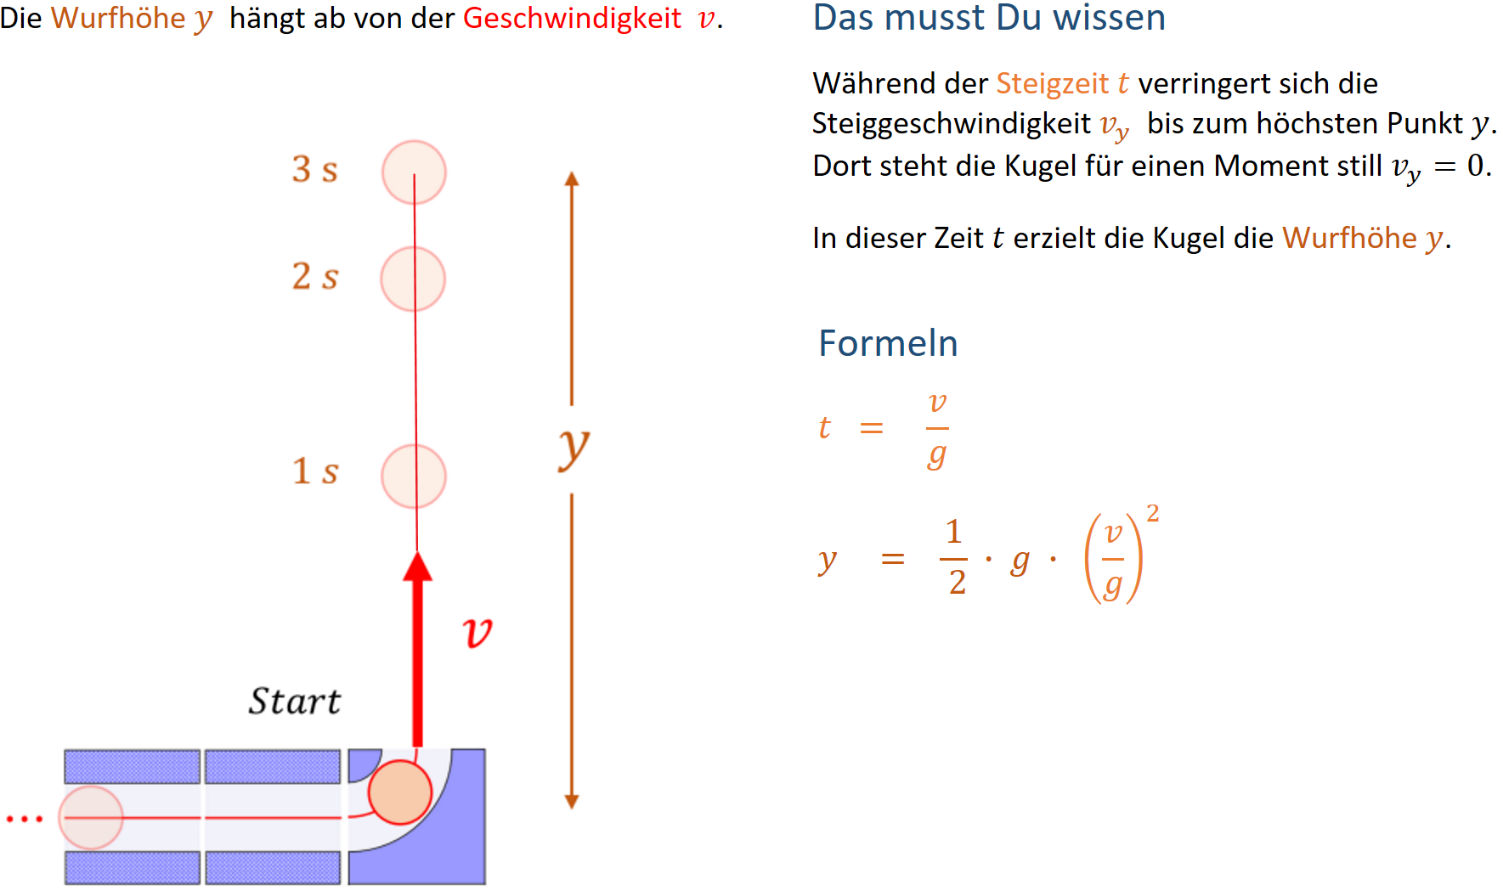 Die Wurfhöhe y hängt ab von der Geschwindigkeit v.
3 s
2 s
1 s
y
v
Start
...
Das musst Du wissen
Während der Steigzeit t verringert sich die
Steiggeschwindigkeit v_y bis zum höchsten Punkt y.
Dort steht die Kugel für einen Moment still v_y = 0.
In dieser Zeit t erzielt die Kugel die Wurfhöhe y.
Formeln
t = v/g
y = 1/2 · g · (v/g)^2